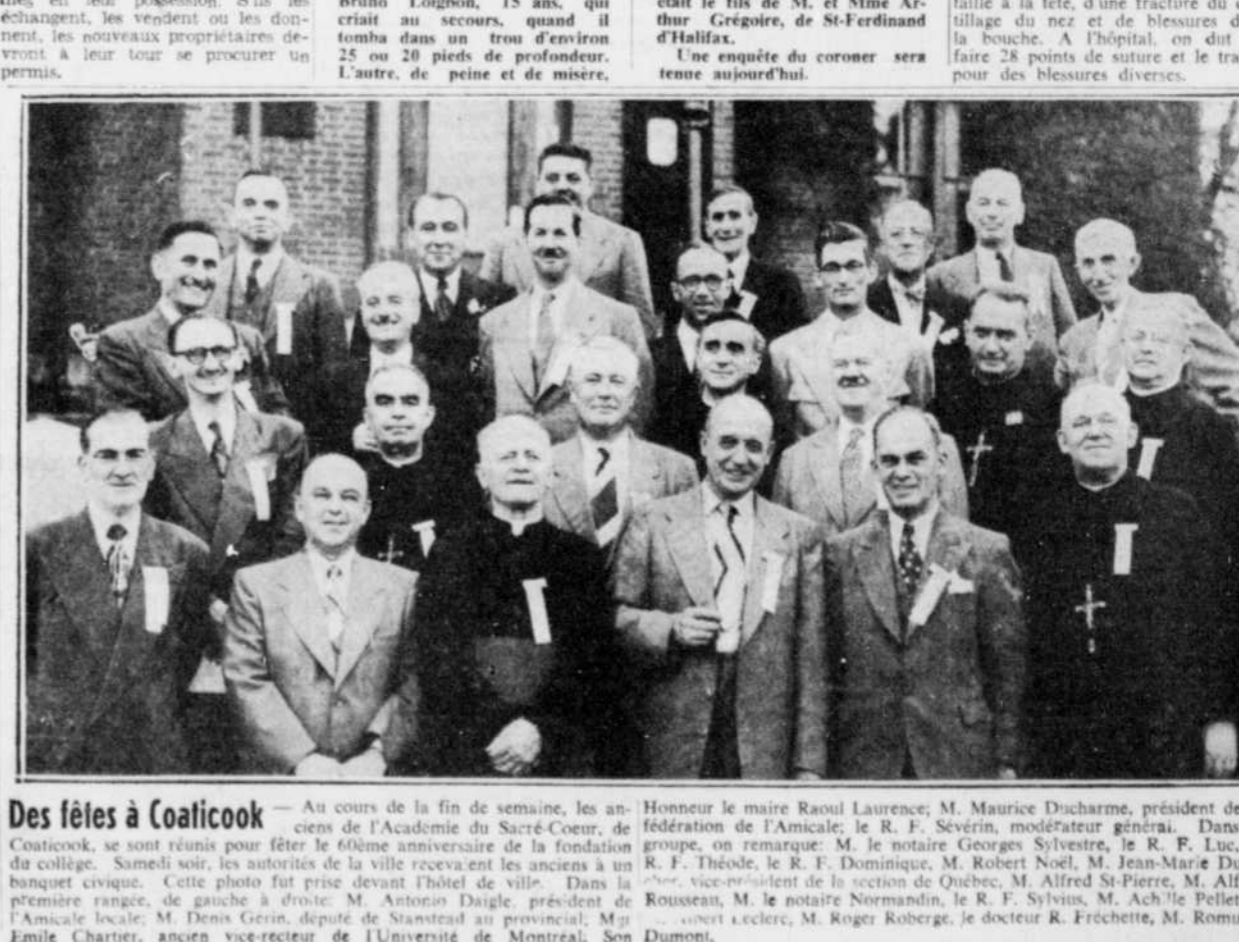 échangent, les vendent ou les don-
nent, les nouveaux propriétaires de-
vront à leur tour se procurer un
permis.
Bruno Loignon, 15 ans, qui
criait au secours, quand il
tomba dans un trou d'environ
25 ou 20 pieds de profondeur.
L'autre, de peine et de misère,
était le fils de M. et Mme Ar-
thur Grégoire, de St-Ferdinand
d'Halifax.
Une enquête du coroner sera
tenue aujourd'hui.
taille à la tête, d'une fracture du
tillage du nez et de blessures
la bouche. A l'hôpital, on dut
faire 28 points de suture et le
pour des blessures diverses.
Des fêtes à Coaticook — Au cours de la fin de semaine, les an-
ciens de l'Academie du Sacré-Coeur, de
Coaticook, se sont réunis pour fêter le 60ème anniversaire de la fondation
du collège. Samedi soir, les autorités de la ville recevaient les anciens à un
banquet civique. Cette photo fut prise devant l'hôtel de ville. Dans la
première rangée, de gauche à droite: M. Antonio Daigle, président de
l'Amicale locale; M. Denis Gérin, député de Stanstead au provincial; Mgr
Emile Chartier, ancien vice-recteur de l'Université de Montréal; Son
Honneur le maire Raoul Laurence; M. Maurice Ducharme, président de
fédération de l'Amicale; le R. F. Sévérin, modérateur général. Dans
groupe, on remarque: M. le notaire Georges Sylvestre, le R. F. Luc,
R. F. Théode, le R. F. Dominique, M. Robert Noël, M. Jean-Marie
vice-président de la section de Québec, M. Alfred St-Pierre, M.
Rousseau, M. le notaire Normandin, le R. F. Sylvius, M. Achille
Leclerc, M. Roger Roberge, le docteur R. Fréchette, M.
Dumont.